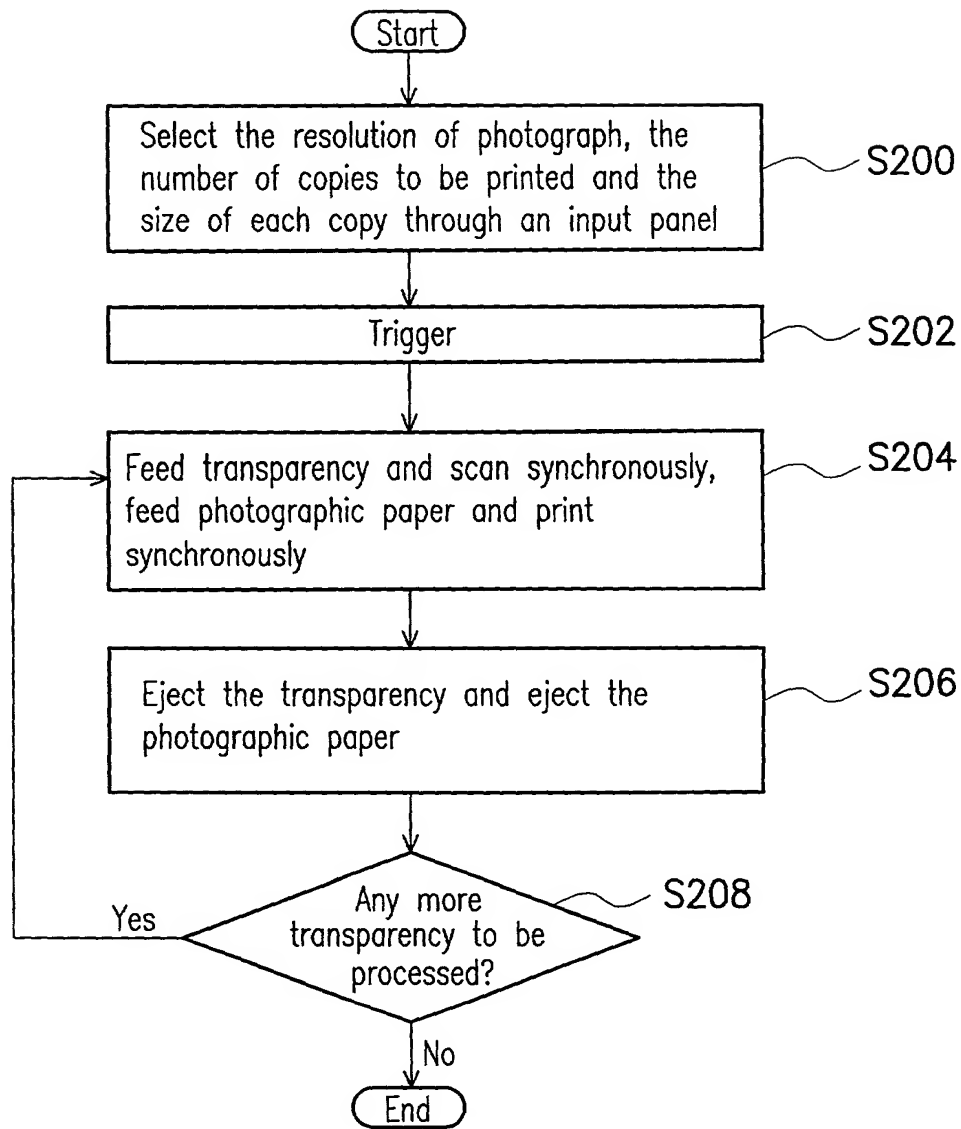 Start
Select the resolution of photograph, the
number of copies to be printed and the
size of each copy through an input panel
S200
Trigger
S202
Feed transparency and scan synchronously,
feed photographic paper and print
synchronously
S204
Eject the transparency and eject the
photographic paper
S206
Any more
transparency to be
processed?
S208
Yes
No
End